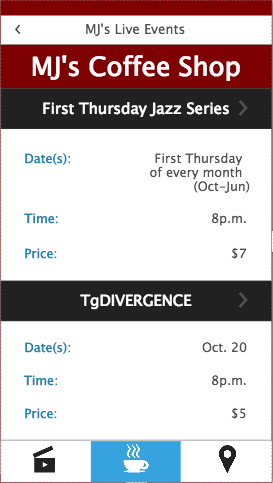 MJ's Live Events
MJ's Coffee Shop
First Thursday Jazz Series
Date(s): First Thursday
of every month
(Oct-Jun)
Time: 8p.m.
Price: $7
TgDIVERGENCE
Date(s): Oct. 20
Time: 8p.m.
Price: $5